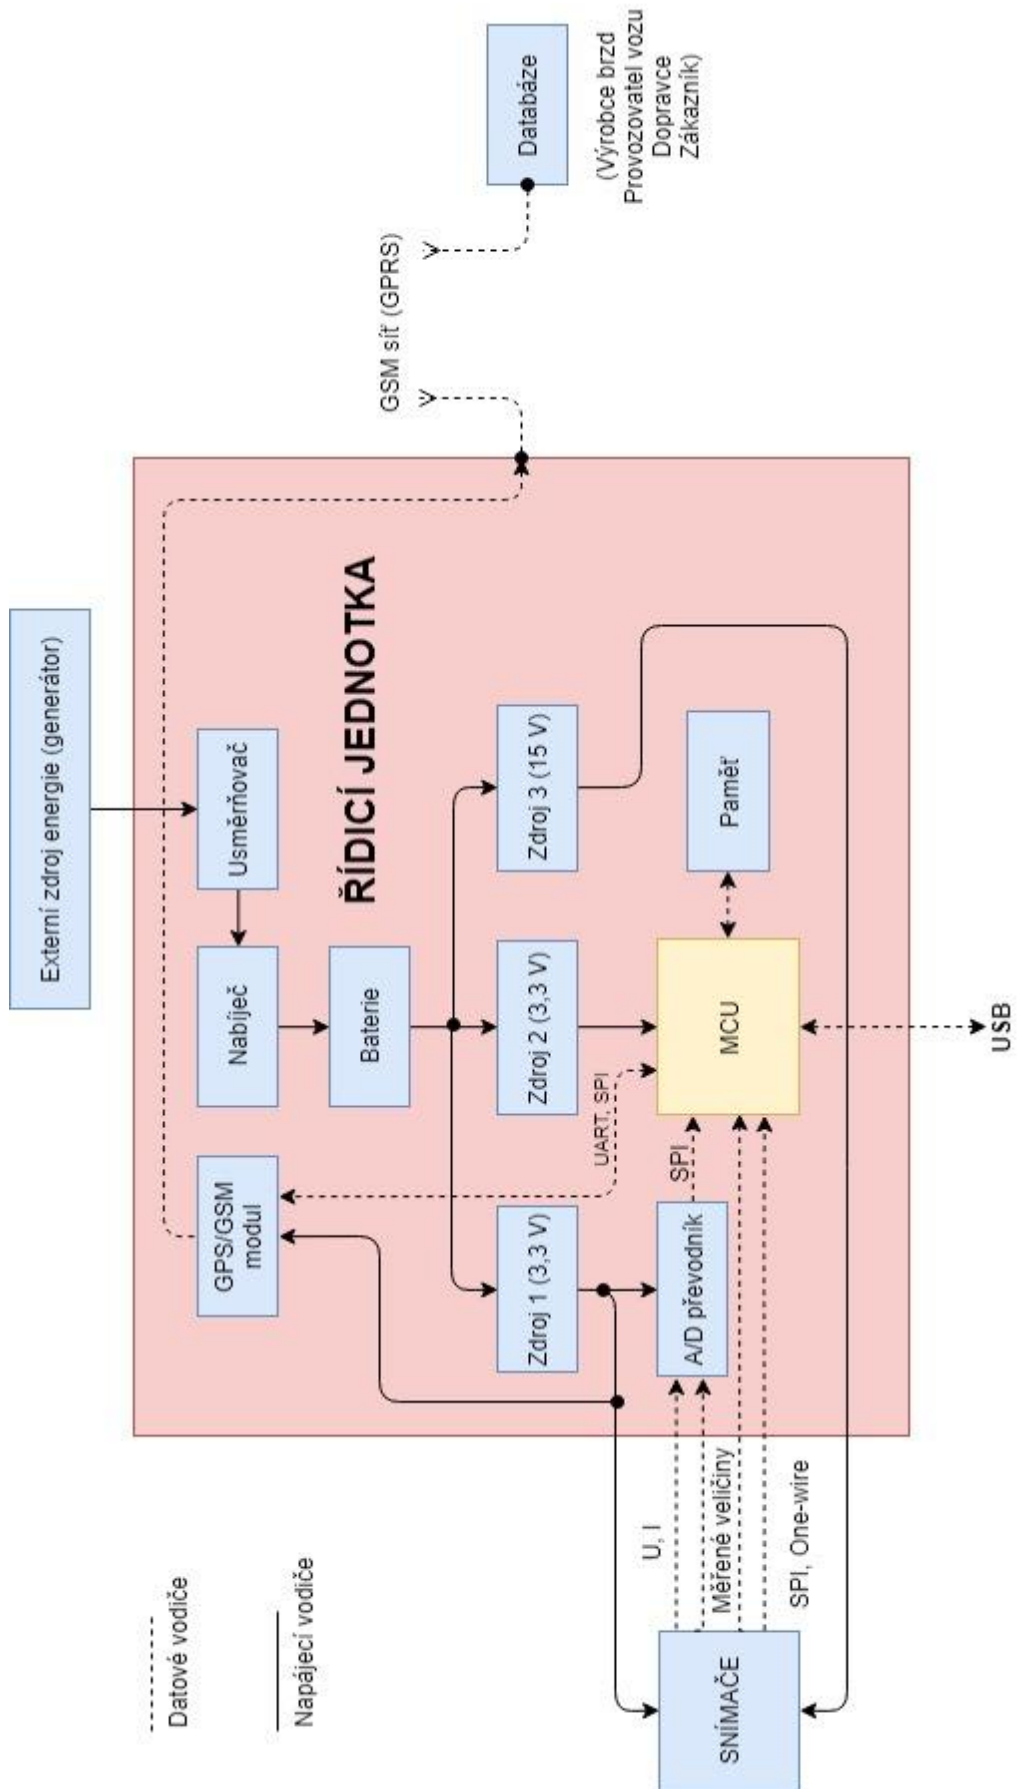 Datové vodiče
Napájecí vodiče
Externí zdroj energie (generátor)
GPS/GSM
modul
Nabíječ
Usměrňovač
Baterie
ŘÍDICÍ JEDNOTKA
GSM síť (GPRS)
Databáze
(Výrobce brzd
Provozovatel vozu
Dopravce
Zákazník)
Zdroj 1 (3,3 V)
Zdroj 2 (3,3 V)
Zdroj 3 (15 V)
UART, SPI
U, I
Měřené veličiny
SPI, One-wire
SNÍMAČE
A/D převodník
SPI
MCU
Paměť
USB